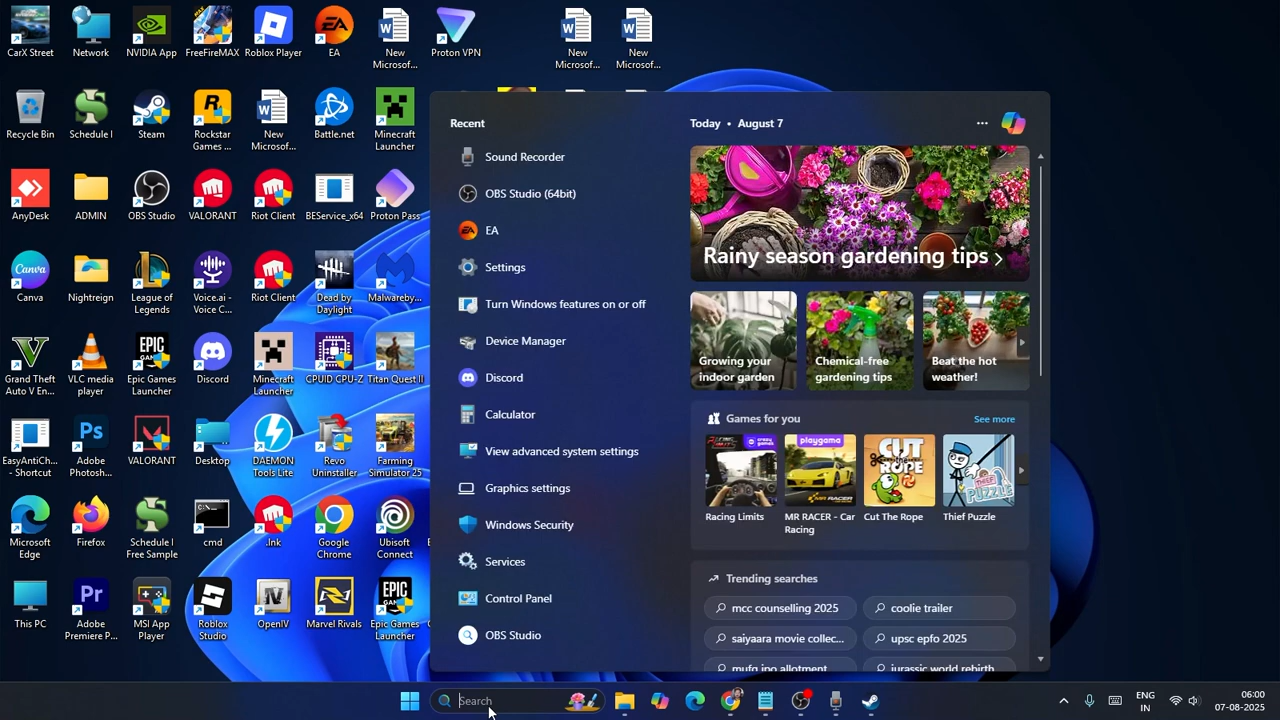 CarX Street
Network
NVIDIA App
FreeFireMAX
Roblox Player
EA
New
Microsof...
Proton VPN
New
Microsof...
New
Microsof...
Recycle Bin
Schedule I
Steam
Rockstar
Games ...
New
Microsof...
Battle.net
Minecraft
Launcher
AnyDesk
ADMIN
OBS Studio
VALORANT
Riot Client
BEService_x64
Proton Pass
Canva
Nightreign
League of
Legends
Voice.ai -
Voice C...
Riot Client
Dead by
Daylight
Malwareby...
Grand Theft
Auto V En...
VLC media
player
Epic Games
Launcher
Discord
Minecraft
Launcher
CPUID CPU-Z
Titan Quest II
EasyAntiCh...
- Shortcut
Adobe
Photosh...
VALORANT
Desktop
DAEMON
Tools Lite
Revo
Uninstaller
Farming
Simulator 25
Microsoft
Edge
Firefox
Schedule I
Free Sample
cmd
.lnk
Google
Chrome
Ubisoft
Connect
This PC
Adobe
Premiere P...
MSI App
Player
Roblox
Studio
OpenIV
Marvel Rivals
Epic Games
Launcher
Recent
Sound Recorder
OBS Studio (64bit)
EA
Settings
Turn Windows features on or off
Device Manager
Discord
Calculator
View advanced system settings
Graphics settings
Windows Security
Services
Control Panel
OBS Studio
Today • August 7
Rainy season gardening tips
Growing your
indoor garden
Chemical-free
gardening tips
Beat the hot
weather!
Games for you
See more
Racing Limits
MR RACER - Car
Racing
Cut The Rope
Thief Puzzle
Trending searches
mcc counselling 2025
coolie trailer
saiyaara movie collec...
upsc epfo 2025
mufg ipo allotment
jurassic world rebirth
Search
ENG
IN
06:00
07-08-2025